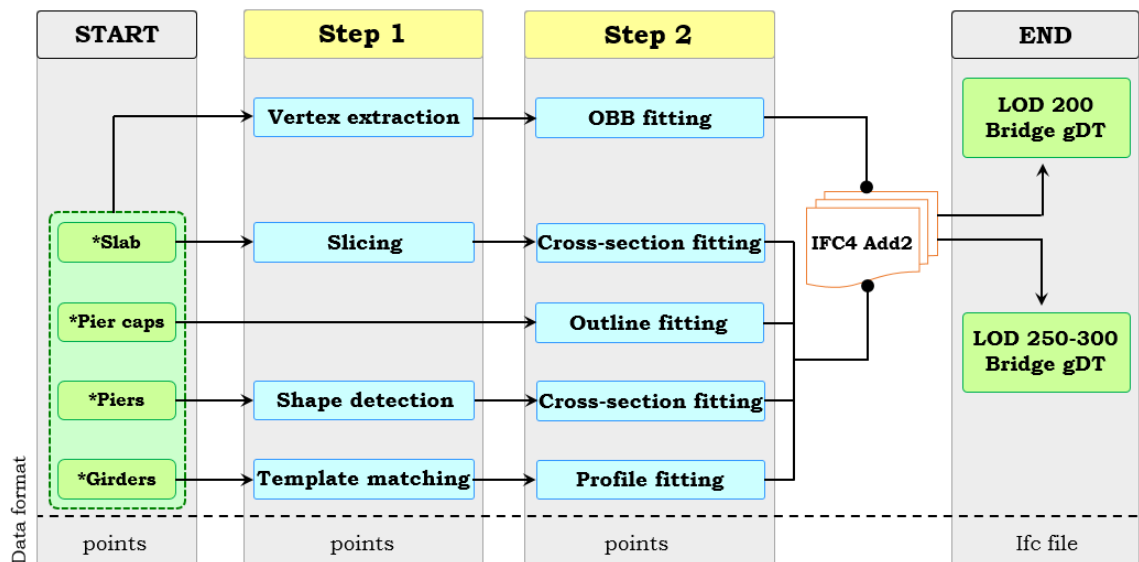 START
Step 1
Step 2
END
Vertex extraction
OBB fitting
LOD 200
Bridge gDT
*Slab
Slicing
Cross-section fitting
IFC4 Add2
*Pier caps
Outline fitting
LOD 250-300
Bridge gDT
*Piers
Shape detection
Cross-section fitting
*Girders
Template matching
Profile fitting
Data format
points
points
points
Ifc file